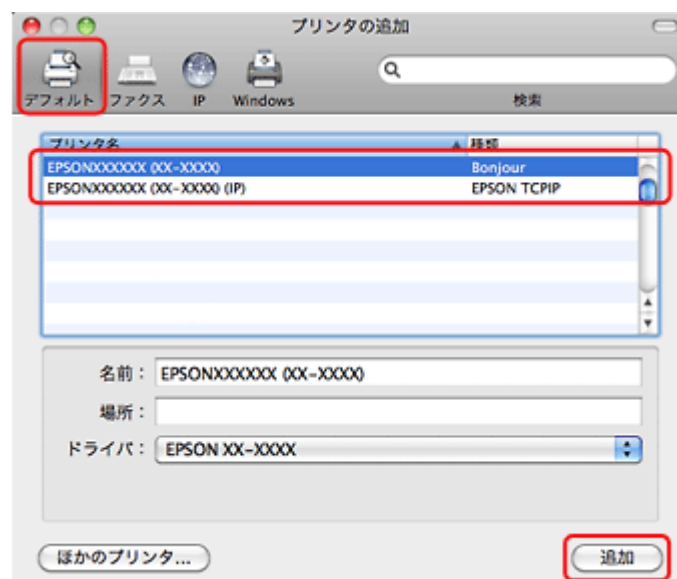 プリンタの追加
デフォルト ファクス IP Windows 検索
プリンタ名 種類
EPSONXXXXXX (XX-XXXX) Bonjour
EPSONXXXXXX (XX-XXXX) (IP) EPSON TCPIP
名前： EPSONXXXXXX (XX-XXXX)
場所：
ドライバ： EPSON XX-XXXX
ほかのプリンタ... 追加